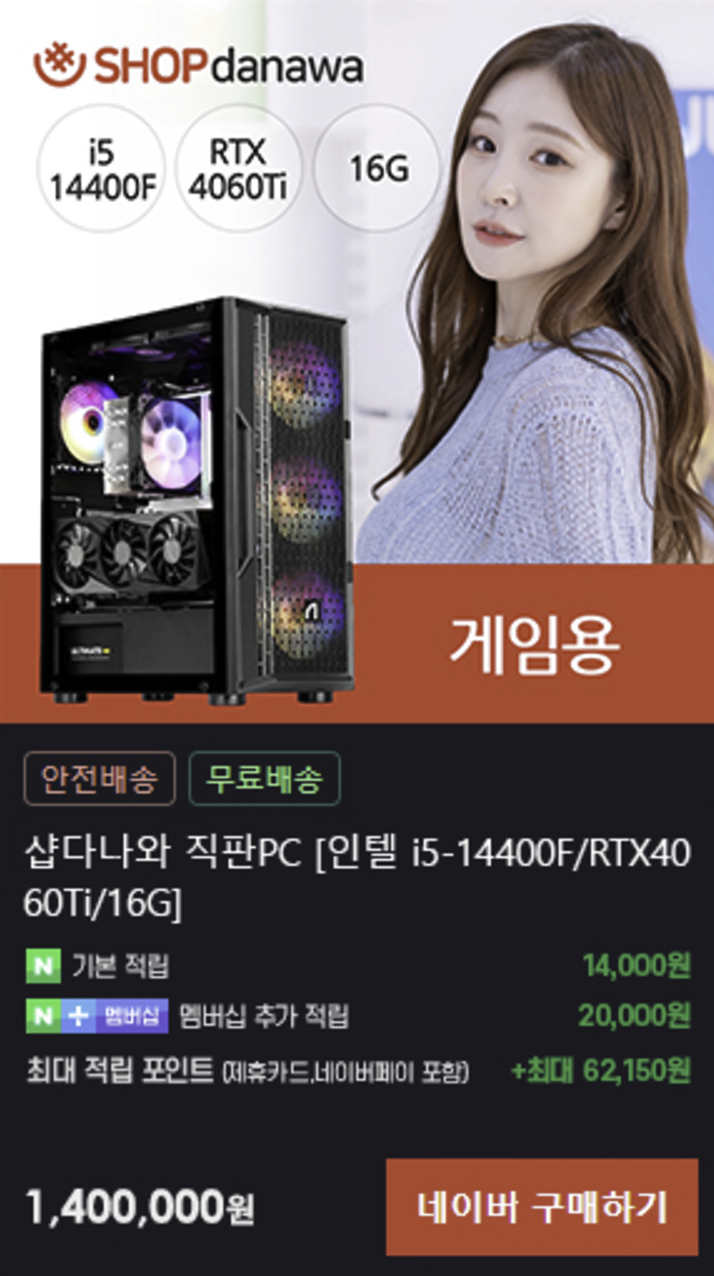 SHOPdanawa
i5
14400F
RTX
4060Ti
16G
게임용
안전배송
무료배송
샵다나와 직판PC [인텔 i5-14400F/RTX40
60Ti/16G]
N 기본 적립 14,000원
N + 멤버십 멤버십 추가 적립 20,000원
최대 적립 포인트 (제휴카드,네이버페이 포함) +최대 62,150원
1,400,000원
네이버 구매하기